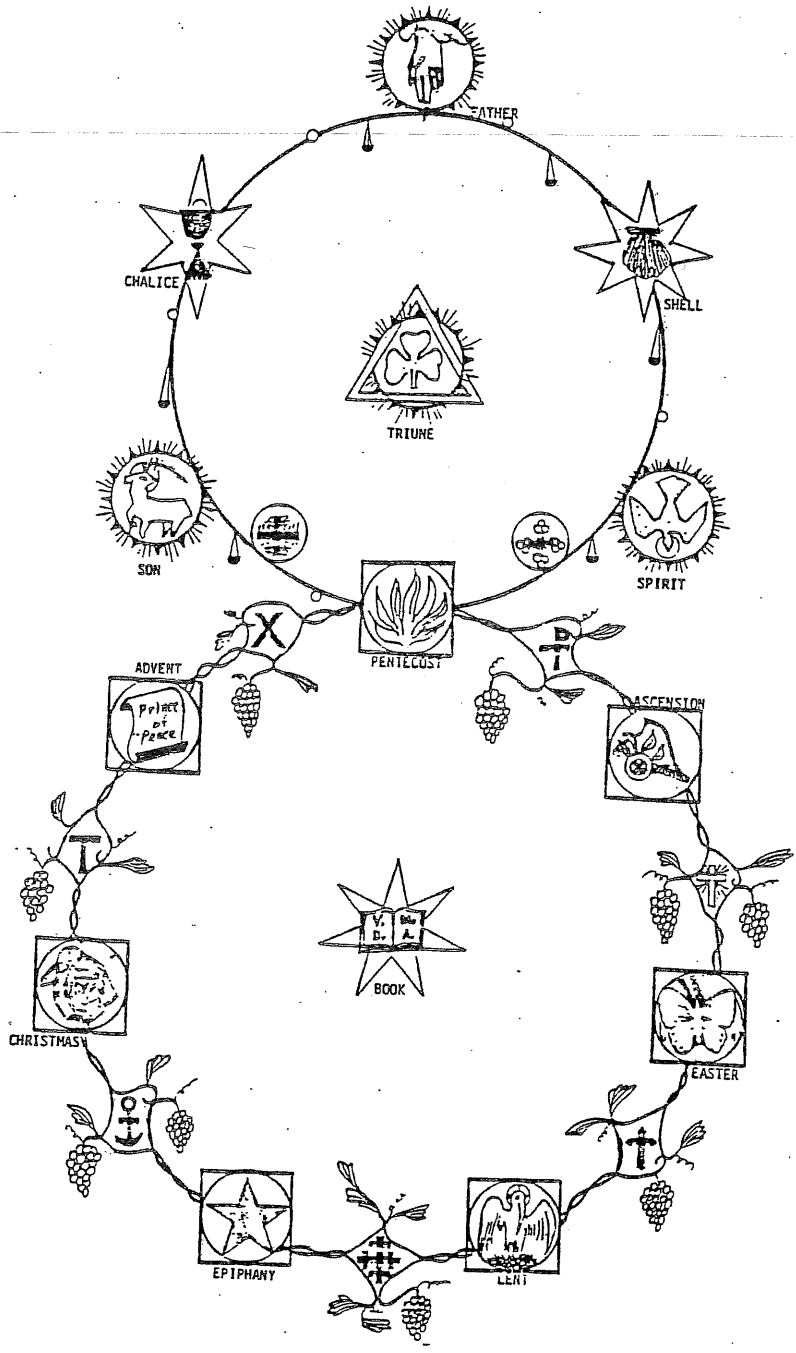 FATHER
CHALICE
SHELL
TRIUNE
SON
SPIRIT
X
PENTECOST
ADVENT
PriNce
of
Peace
ASCENSION
V. M.
D. A.
BOOK
CHRISTMAS
EASTER
EPIPHANY
LENT